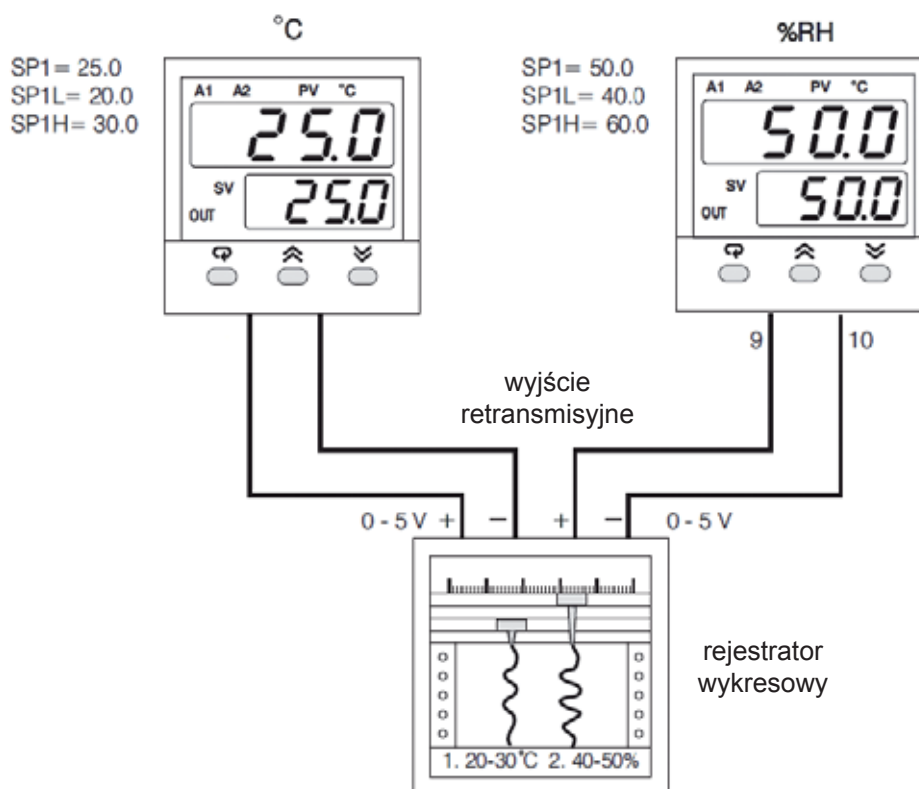 °C
SP1= 25.0
SP1L= 20.0
SP1H= 30.0
A1 A2 PV °C
25.0
SV
25.0
OUT
%RH
SP1= 50.0
SP1L= 40.0
SP1H= 60.0
A1 A2 PV °C
50.0
SV
50.0
OUT
9
10
wyjście
retransmisyjne
0 - 5 V + − + − 0 - 5 V
1. 20-30°C 2. 40-50%
rejestrator
wykresowy